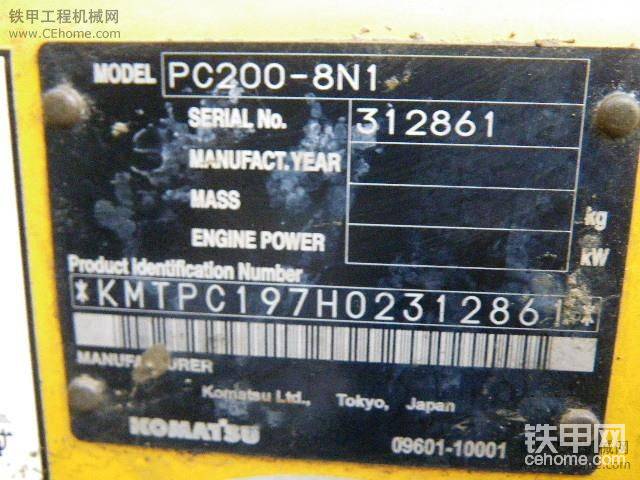 铁甲工程机械网
www.CEhome.com
MODEL PC200-8N1
SERIAL No. 312861
MANUFACT. YEAR
MASS kg
ENGINE POWER kW
Product Identification Number
*KMTPC197H02312861*
MANUFACTURER
Komatsu Ltd., Tokyo, Japan
KOMATSU 09601-10001
铁甲网
cehome.com